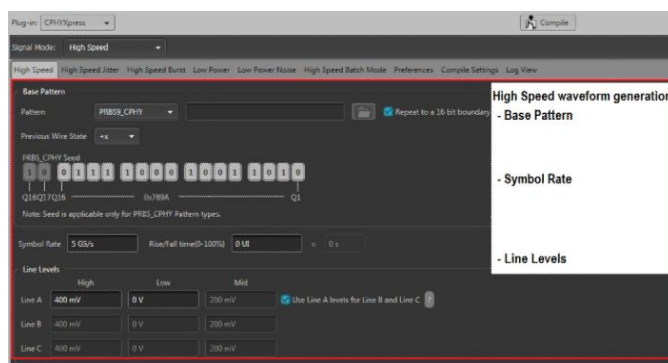 Plug-in: CPHYXpress Compile
Signal Mode: High Speed
High Speed High Speed Jitter High Speed Burst Low Power Low Power Noise High Speed Batch Mode Preferences Compile Settings Log View
Base Pattern
Pattern PRBS9_CPHY Repeat to a 16 bit boundary
Previous Wire State +x
PRBS_CPHY Seed
1 0 0 1 1 1 1 0 0 0 1 0 0 1 1 0 1 0
Q16Q17Q16 0x789A Q1
Note: Seed is applicable only for PRBS_CPHY Pattern types.
Symbol Rate 5 GS/s Rise/Fall time(0-100%) 0 UI = 0 s
Line Levels
High Low Mid
Line A 400 mV 0 V 200 mV Use Line A levels for Line B and Line C ?
Line B 400 mV 0 V 200 mV
Line C 400 mV 0 V 200 mV
High Speed waveform generation
- Base Pattern
- Symbol Rate
- Line Levels